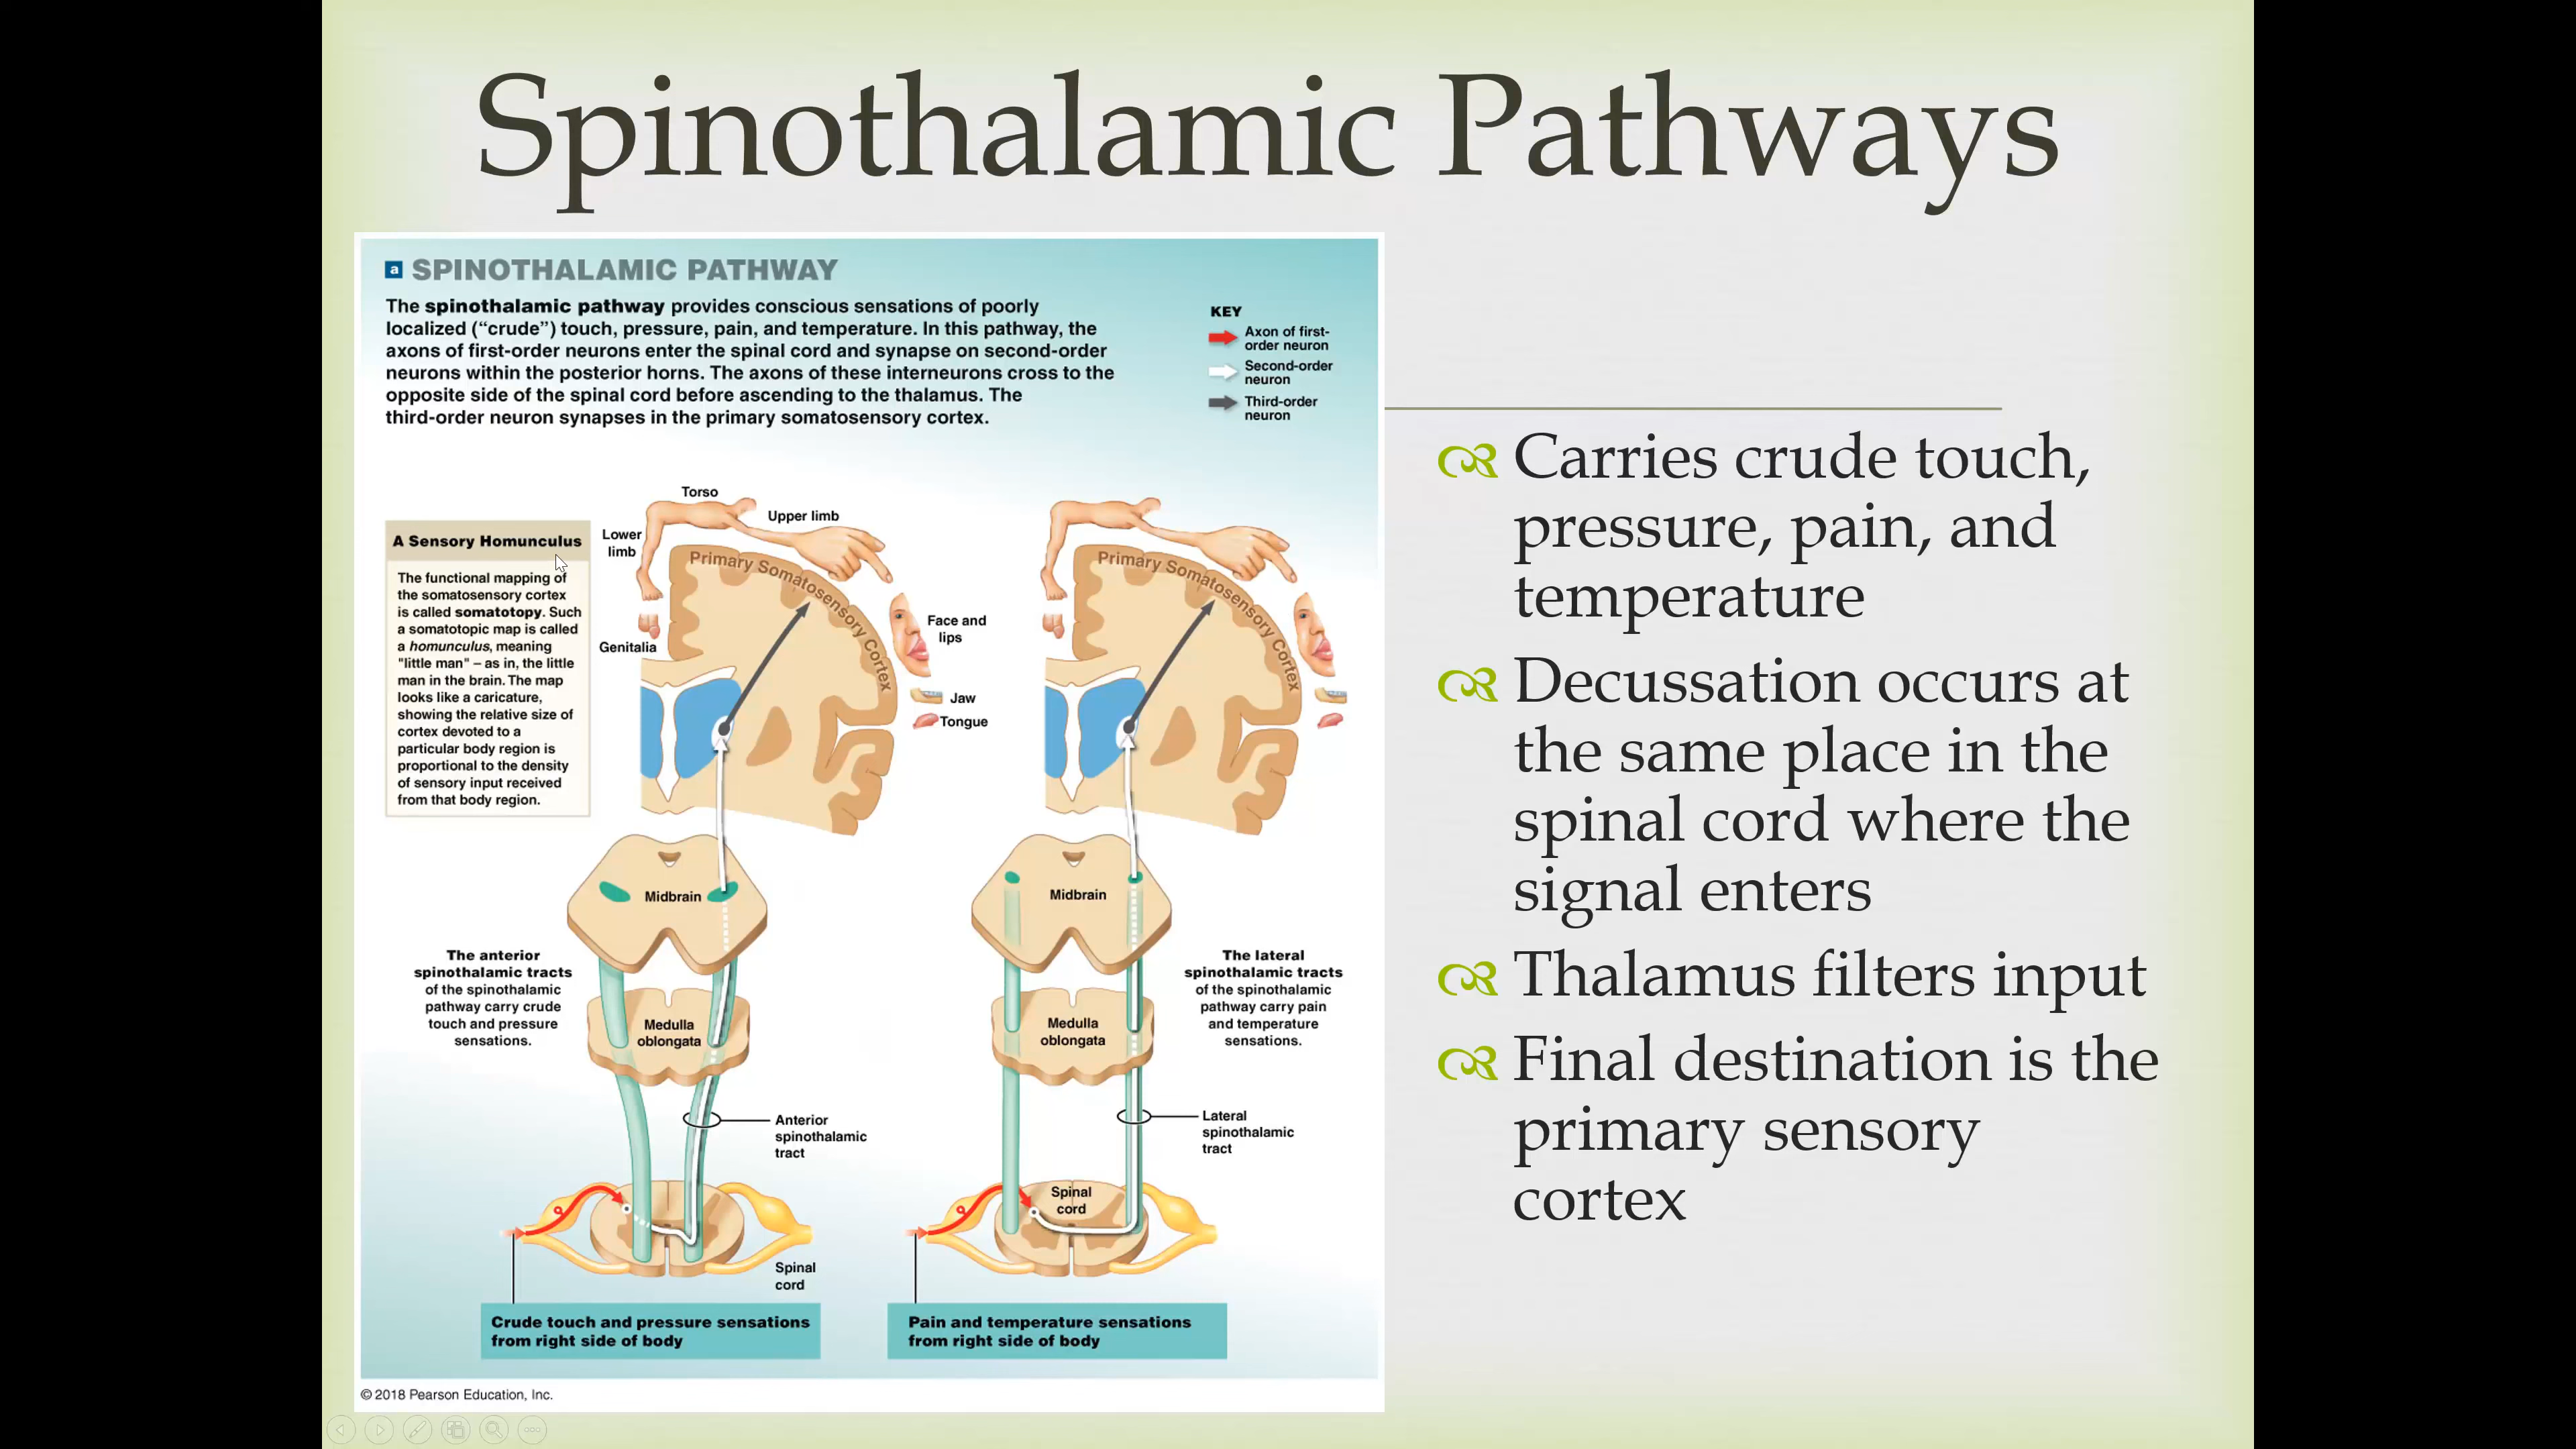 Spinothalamic Pathways
a SPINOTHALAMIC PATHWAY
The spinothalamic pathway provides conscious sensations of poorly
localized (“crude”) touch, pressure, pain, and temperature. In this pathway, the
axons of first-order neurons enter the spinal cord and synapse on second-order
neurons within the posterior horns. The axons of these interneurons cross to the
opposite side of the spinal cord before ascending to the thalamus. The
third-order neuron synapses in the primary somatosensory cortex.
KEY
Axon of first-
order neuron
Second-order
neuron
Third-order
neuron
A Sensory Homunculus
The functional mapping of
the somatosensory cortex
is called somatotopy. Such
a somatotopic map is called
a homunculus, meaning
"little man" – as in, the little
man in the brain. The map
looks like a caricature,
showing the relative size of
cortex devoted to a
particular body region is
proportional to the density
of sensory input received
from that body region.
Torso
Upper limb
Lower
limb
Primary Somatosensory Cortex
Face and
lips
Genitalia
Jaw
Tongue
Primary Somatosensory Cortex
Midbrain
Midbrain
The anterior
spinothalamic tracts
of the spinothalamic
pathway carry crude
touch and pressure
sensations.
Medulla
oblongata
Medulla
oblongata
The lateral
spinothalamic tracts
of the spinothalamic
pathway carry pain
and temperature
sensations.
Anterior
spinothalamic
tract
Lateral
spinothalamic
tract
Spinal
cord
Spinal
cord
Crude touch and pressure sensations
from right side of body
Pain and temperature sensations
from right side of body
© 2018 Pearson Education, Inc.
Carries crude touch,
pressure, pain, and
temperature
Decussation occurs at
the same place in the
spinal cord where the
signal enters
Thalamus filters input
Final destination is the
primary sensory
cortex